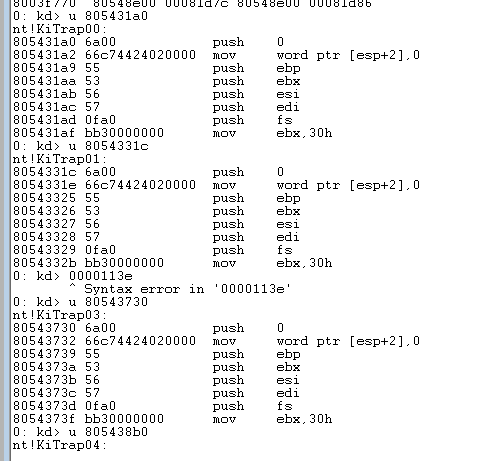 8003f770  80548e00 00081d7c 80548e00 00081d86
0: kd> u 805431a0
nt!KiTrap00:
805431a0 6a00            push    0
805431a2 66c74424020000  mov     word ptr [esp+2],0
805431a9 55              push    ebp
805431aa 53              push    ebx
805431ab 56              push    esi
805431ac 57              push    edi
805431ad 0fa0            push    fs
805431af bb30000000      mov     ebx,30h
0: kd> u 8054331c
nt!KiTrap01:
8054331c 6a00            push    0
8054331e 66c74424020000  mov     word ptr [esp+2],0
80543325 55              push    ebp
80543326 53              push    ebx
80543327 56              push    esi
80543328 57              push    edi
80543329 0fa0            push    fs
8054332b bb30000000      mov     ebx,30h
0: kd> 0000113e
       ^ Syntax error in '0000113e'
0: kd> u 80543730
nt!KiTrap03:
80543730 6a00            push    0
80543732 66c74424020000  mov     word ptr [esp+2],0
80543739 55              push    ebp
8054373a 53              push    ebx
8054373b 56              push    esi
8054373c 57              push    edi
8054373d 0fa0            push    fs
8054373f bb30000000      mov     ebx,30h
0: kd> u 805438b0
nt!KiTrap04: